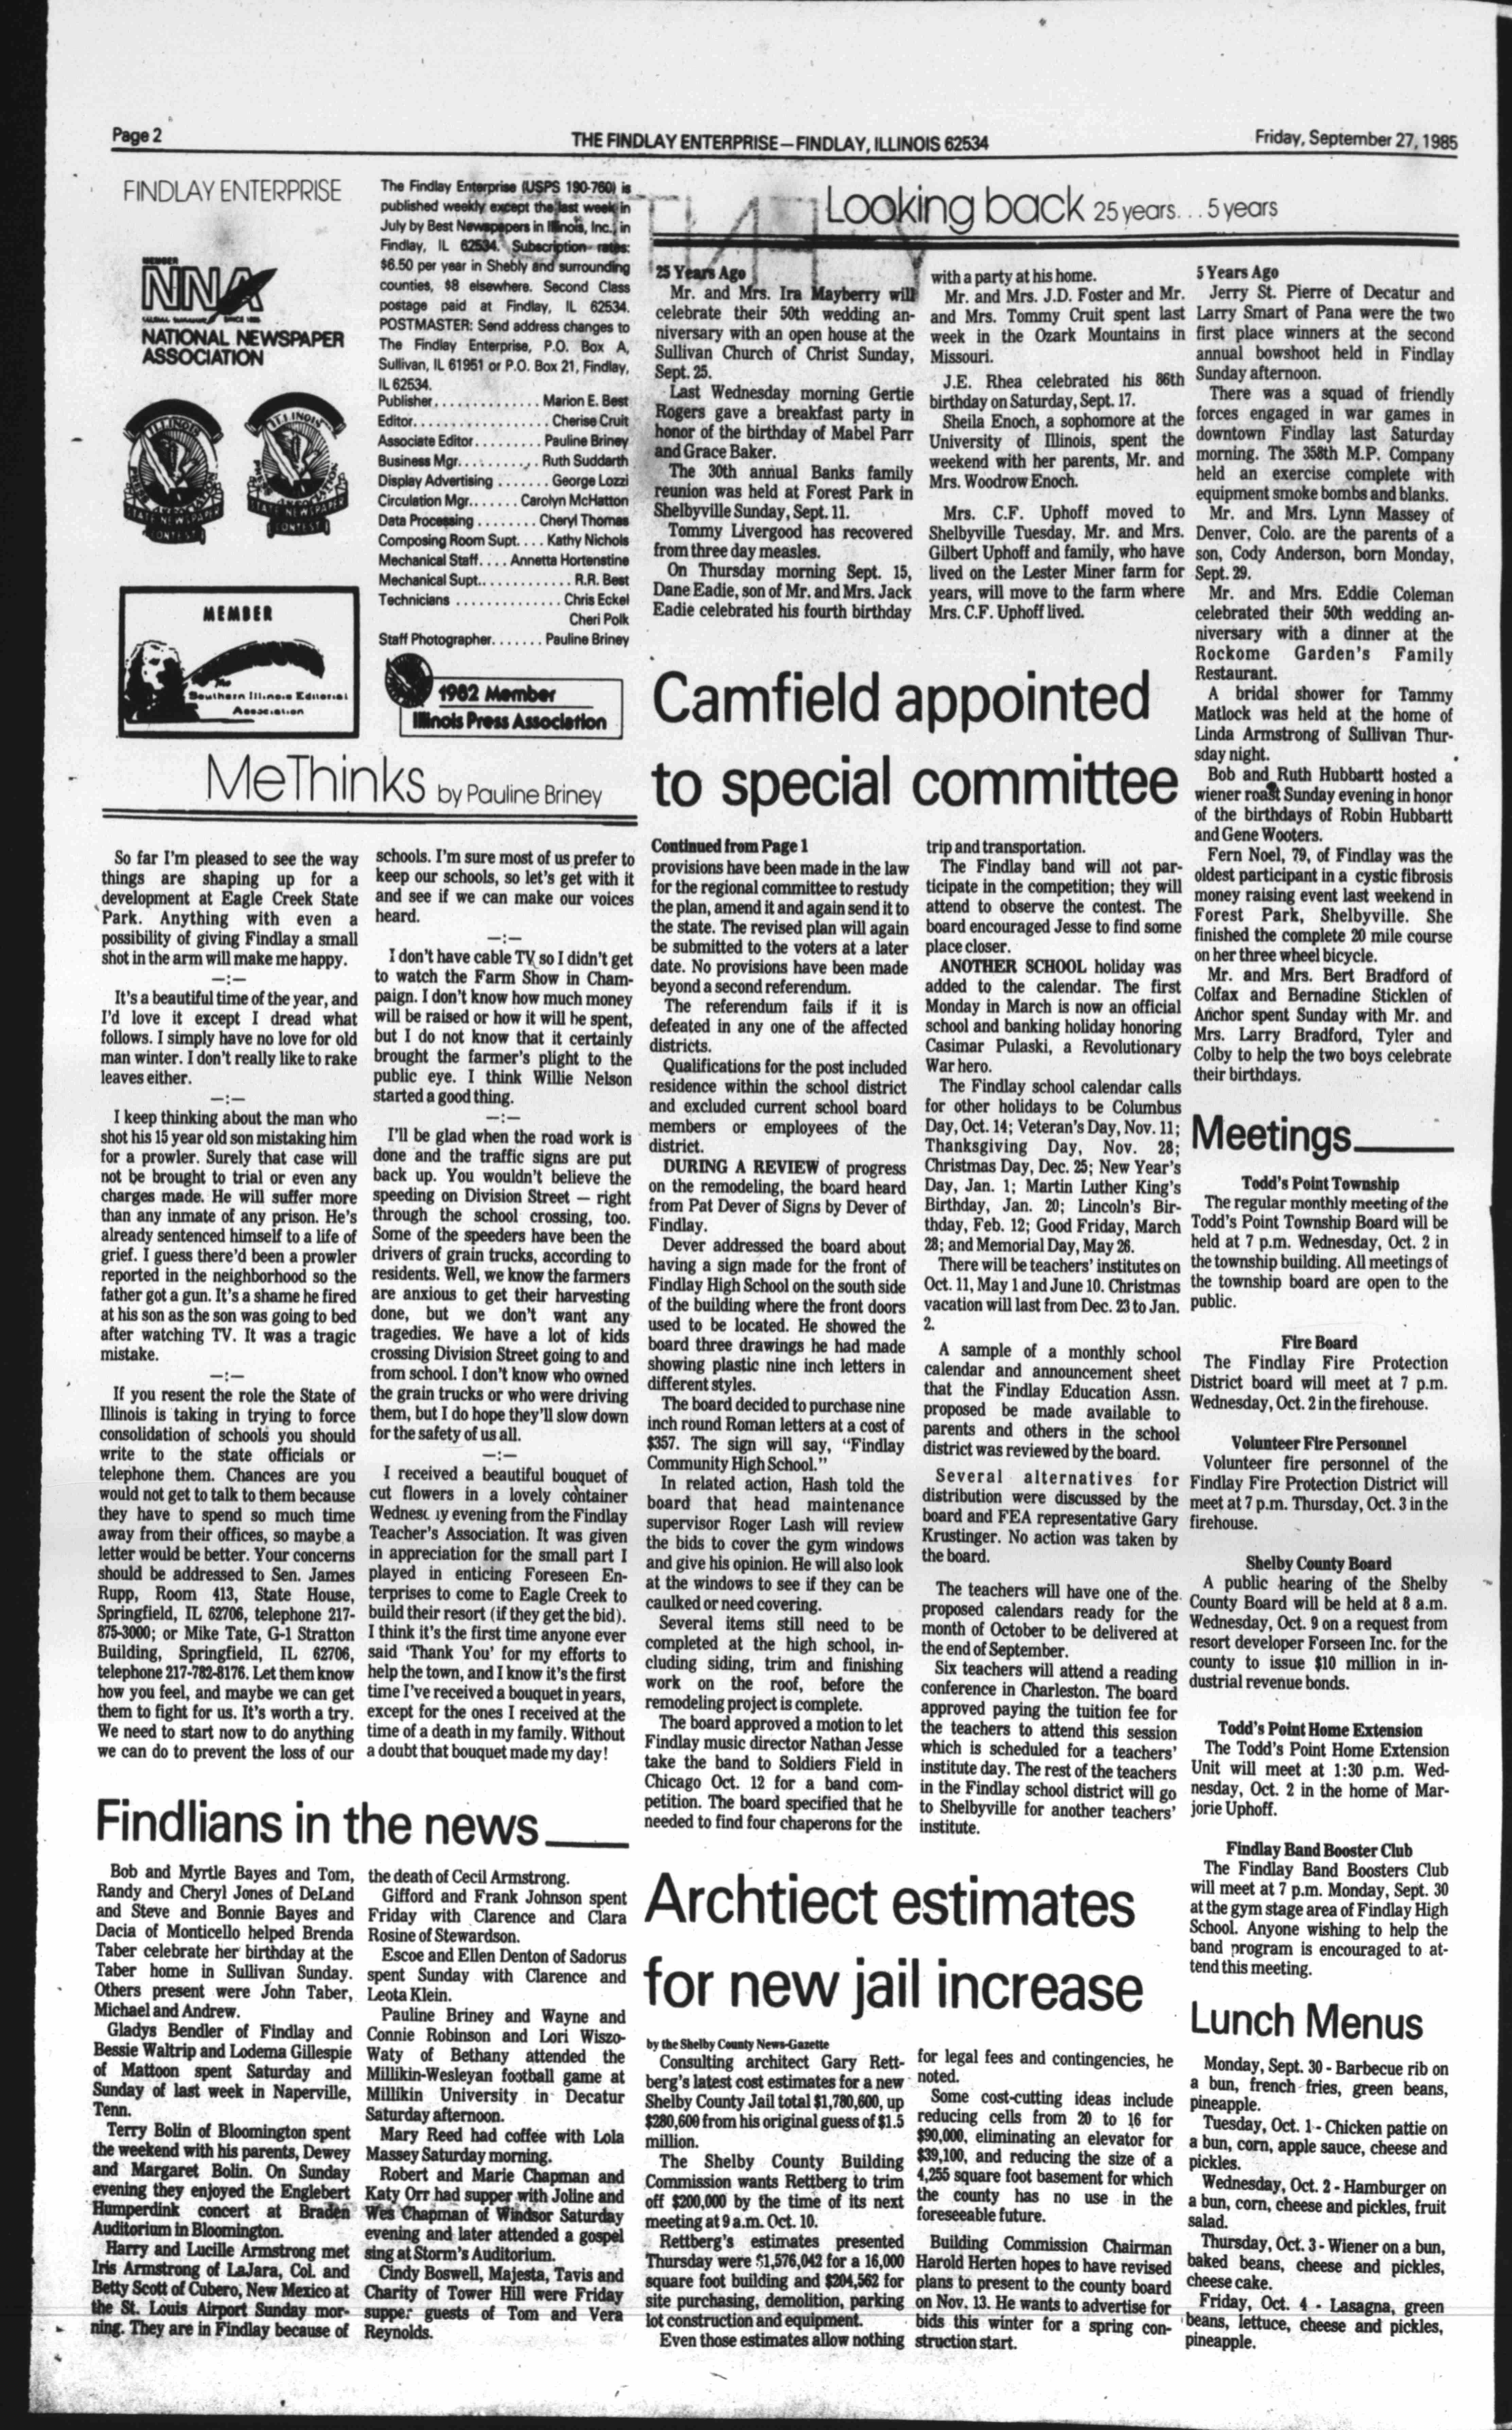 Page 2
THE FINDLAY ENTERPRISE—FINDLAY, ILLINOIS 62534
Friday, September 27, 1985
FINDLAY ENTERPRISE
MEMBER
NNA
SINCE 1885
NATIONAL NEWSPAPER
ASSOCIATION
ILLINOIS
PRESS ASSOCIATION
STATE NEWSPAPER
CONTEST
ILLINOIS
PRESS ASSOCIATION
STATE NEWSPAPER
CONTEST
MEMBER
The
Southern Illinois Editorial
Association
The Findlay Enterprise (USPS 190-760) is
published weekly except the last week in
July by Best Newspapers in Illinois, Inc., in
Findlay, IL 62534. Subscription rates:
$6.50 per year in Shebly and surrounding
counties, $8 elsewhere. Second Class
postage paid at Findlay, IL 62534.
POSTMASTER: Send address changes to
The Findlay Enterprise, P.O. Box A,
Sullivan, IL 61951 or P.O. Box 21, Findlay,
IL 62534.
Publisher.............. Marion E. Best
Editor.................. Cherise Cruit
Associate Editor......... Pauline Briney
Business Mgr........... Ruth Suddarth
Display Advertising ....... George Lozzi
Circulation Mgr....... Carolyn McHatton
Data Processing ........ Cheryl Thomas
Composing Room Supt.... Kathy Nichols
Mechanical Staff.... Annetta Hortenstine
Mechanical Supt............. R.R. Best
Technicians .............. Chris Eckel
Cheri Polk
Staff Photographer....... Pauline Briney
1982 Member
Illinois Press Association
MeThinks by Pauline Briney
So far I'm pleased to see the way
things are shaping up for a
development at Eagle Creek State
Park. Anything with even a
possibility of giving Findlay a small
shot in the arm will make me happy.
—:—
It's a beautiful time of the year, and
I'd love it except I dread what
follows. I simply have no love for old
man winter. I don't really like to rake
leaves either.
—:—
I keep thinking about the man who
shot his 15 year old son mistaking him
for a prowler. Surely that case will
not be brought to trial or even any
charges made. He will suffer more
than any inmate of any prison. He's
already sentenced himself to a life of
grief. I guess there'd been a prowler
reported in the neighborhood so the
father got a gun. It's a shame he fired
at his son as the son was going to bed
after watching TV. It was a tragic
mistake.
—:—
If you resent the role the State of
Illinois is taking in trying to force
consolidation of schools you should
write to the state officials or
telephone them. Chances are you
would not get to talk to them because
they have to spend so much time
away from their offices, so maybe a
letter would be better. Your concerns
should be addressed to Sen. James
Rupp, Room 413, State House,
Springfield, IL 62706, telephone 217-
875-3000; or Mike Tate, G-1 Stratton
Building, Springfield, IL 62706,
telephone 217-782-8176. Let them know
how you feel, and maybe we can get
them to fight for us. It's worth a try.
We need to start now to do anything
we can do to prevent the loss of our
schools. I'm sure most of us prefer to
keep our schools, so let's get with it
and see if we can make our voices
heard.
—:—
I don't have cable TV so I didn't get
to watch the Farm Show in Cham-
paign. I don't know how much money
will be raised or how it will be spent,
but I do not know that it certainly
brought the farmer's plight to the
public eye. I think Willie Nelson
started a good thing.
—:—
I'll be glad when the road work is
done and the traffic signs are put
back up. You wouldn't believe the
speeding on Division Street — right
through the school crossing, too.
Some of the speeders have been the
drivers of grain trucks, according to
residents. Well, we know the farmers
are anxious to get their harvesting
done, but we don't want any
tragedies. We have a lot of kids
crossing Division Street going to and
from school. I don't know who owned
the grain trucks or who were driving
them, but I do hope they'll slow down
for the safety of us all.
—:—
I received a beautiful bouquet of
cut flowers in a lovely container
evening from the Findlay
Teacher's Association. It was given
in appreciation for the small part I
played in enticing Foreseen En-
terprises to come to Eagle Creek to
build their resort (if they get the bid).
I think it's the first time anyone ever
said 'Thank You' for my efforts to
help the town, and I know it's the first
time I've received a bouquet in years,
except for the ones I received at the
time of a death in my family. Without
a doubt that bouquet made my day!
Findlians in the news
Bob and Myrtle Bayes and Tom,
Randy and Cheryl Jones of DeLand
and Steve and Bonnie Bayes and
Dacia of Monticello helped Brenda
Taber celebrate her birthday at the
Taber home in Sullivan Sunday.
Others present were John Taber,
Michael and Andrew.
Gladys Bendler of Findlay and
Bessie Waltrip and Lodema Gillespie
of Mattoon spent Saturday and
Sunday of last week in Naperville,
Tenn.
Terry Bolin of Bloomington spent
the weekend with his parents, Dewey
and Margaret Bolin. On Sunday
evening they enjoyed the Englebert
Humperdink concert at Braden
Auditorium in Bloomington.
Harry and Lucille Armstrong met
Iris Armstrong of LaJara, Col. and
Betty Scott of Cubero, New Mexico at
the St. Louis Airport Sunday mor-
ning. They are in Findlay because of
the death of Cecil Armstrong.
Gifford and Frank Johnson spent
Friday with Clarence and Clara
Rosine of Stewardson.
Escoe and Ellen Denton of Sadorus
spent Sunday with Clarence and
Leota Klein.
Pauline Briney and Wayne and
Connie Robinson and Lori Wiszo-
Waty of Bethany attended the
Millikin-Wesleyan football game at
Millikin University in Decatur
Saturday afternoon.
Mary Reed had coffee with Lola
Massey Saturday morning.
Robert and Marie Chapman and
Katy Orr had supper with Joline and
Wes Chapman of Windsor Saturday
evening and later attended a gospel
sing at Storm's Auditorium.
Cindy Boswell, Majesta, Tavis and
Charity of Tower Hill were Friday
supper guests of Tom and Vera
Reynolds.
Looking back 25 years. . . 5 years
25 Years Ago
Mr. and Mrs. Ira Mayberry will
celebrate their 50th wedding an-
niversary with an open house at the
Sullivan Church of Christ Sunday,
Sept. 25.
Last Wednesday morning Gertie
Rogers gave a breakfast party in
honor of the birthday of Mabel Parr
and Grace Baker.
The 30th annual Banks family
reunion was held at Forest Park in
Shelbyville Sunday, Sept. 11.
Tommy Livergood has recovered
from three day measles.
On Thursday morning Sept. 15,
Dane Eadie, son of Mr. and Mrs. Jack
Eadie celebrated his fourth birthday
with a party at his home.
Mr. and Mrs. J.D. Foster and Mr.
and Mrs. Tommy Cruit spent last
week in the Ozark Mountains in
Missouri.
J.E. Rhea celebrated his 86th
birthday on Saturday, Sept. 17.
Sheila Enoch, a sophomore at the
University of Illinois, spent the
weekend with her parents, Mr. and
Mrs. Woodrow Enoch.
Mrs. C.F. Uphoff moved to
Shelbyville Tuesday. Mr. and Mrs.
Gilbert Uphoff and family, who have
lived on the Lester Miner farm for
years, will move to the farm where
Mrs. C.F. Uphoff lived.
5 Years Ago
Jerry St. Pierre of Decatur and
Larry Smart of Pana were the two
first place winners at the second
annual bowshoot held in Findlay
Sunday afternoon.
There was a squad of friendly
forces engaged in war games in
downtown Findlay last Saturday
morning. The 358th M.P. Company
held an exercise complete with
equipment smoke bombs and blanks.
Mr. and Mrs. Lynn Massey of
Denver, Colo. are the parents of a
son, Cody Anderson, born Monday,
Sept. 29.
Mr. and Mrs. Eddie Coleman
celebrated their 50th wedding an-
niversary with a dinner at the
Rockome Garden's Family
Restaurant.
A bridal shower for Tammy
Matlock was held at the home of
Linda Armstrong of Sullivan Thur-
sday night.
Bob and Ruth Hubbartt hosted a
wiener roast Sunday evening in honor
of the birthdays of Robin Hubbartt
and Gene Wooters.
Fern Noel, 79, of Findlay was the
oldest participant in a cystic fibrosis
money raising event last weekend in
Forest Park, Shelbyville. She
finished the complete 20 mile course
on her three wheel bicycle.
Mr. and Mrs. Bert Bradford of
Colfax and Bernadine Sticklen of
Anchor spent Sunday with Mr. and
Mrs. Larry Bradford, Tyler and
Colby to help the two boys celebrate
their birthdays.
Camfield appointed
to special committee
Continued from Page 1
provisions have been made in the law
for the regional committee to restudy
the plan, amend it and again send it to
the state. The revised plan will again
be submitted to the voters at a later
date. No provisions have been made
beyond a second referendum.
The referendum fails if it is
defeated in any one of the affected
districts.
Qualifications for the post included
residence within the school district
and excluded current school board
members or employees of the
district.
DURING A REVIEW of progress
on the remodeling, the board heard
from Pat Dever of Signs by Dever of
Findlay.
Dever addressed the board about
having a sign made for the front of
Findlay High School on the south side
of the building where the front doors
used to be located. He showed the
board three drawings he had made
showing plastic nine inch letters in
different styles.
The board decided to purchase nine
inch round Roman letters at a cost of
$357. The sign will say, "Findlay
Community High School."
In related action, Hash told the
board that head maintenance
supervisor Roger Lash will review
the bids to cover the gym windows
and give his opinion. He will also look
at the windows to see if they can be
caulked or need covering.
Several items still need to be
completed at the high school, in-
cluding siding, trim and finishing
work on the roof, before the
remodeling project is complete.
The board approved a motion to let
Findlay music director Nathan Jesse
take the band to Soldiers Field in
Chicago Oct. 12 for a band com-
petition. The board specified that he
needed to find four chaperons for the
trip and transportation.
The Findlay band will not par-
ticipate in the competition; they will
attend to observe the contest. The
board encouraged Jesse to find some
place closer.
ANOTHER SCHOOL holiday was
added to the calendar. The first
Monday in March is now an official
school and banking holiday honoring
Casimar Pulaski, a Revolutionary
War hero.
The Findlay school calendar calls
for other holidays to be Columbus
Day, Oct. 14; Veteran's Day, Nov. 11;
Thanksgiving Day, Nov. 28;
Christmas Day, Dec. 25; New Year's
Day, Jan. 1; Martin Luther King's
Birthday, Jan. 20; Lincoln's Bir-
thday, Feb. 12; Good Friday, March
28; and Memorial Day, May 26.
There will be teachers' institutes on
Oct. 11, May 1 and June 10. Christmas
vacation will last from Dec. 23 to Jan.
2.
A sample of a monthly school
calendar and announcement sheet
that the Findlay Education Assn.
proposed be made available to
parents and others in the school
district was reviewed by the board.
Several alternatives for
distribution were discussed by the
board and FEA representative Gary
Krustinger. No action was taken by
the board.
The teachers will have one of the
proposed calendars ready for the
month of October to be delivered at
the end of September.
Six teachers will attend a reading
conference in Charleston. The board
approved paying the tuition fee for
the teachers to attend this session
which is scheduled for a teachers'
institute day. The rest of the teachers
in the Findlay school district will go
to Shelbyville for another teachers'
institute.
Archtiect estimates
for new jail increase
by the Shelby County News-Gazette
Consulting architect Gary Rett-
berg's latest cost estimates for a new
Shelby County Jail total $1,780,600, up
$280,600 from his original guess of $1.5
million.
The Shelby County Building
Commission wants Rettberg to trim
off $200,000 by the time of its next
meeting at 9 a.m. Oct. 10.
Rettberg's estimates presented
Thursday were $1,576,042 for a 16,000
square foot building and $204,562 for
site purchasing, demolition, parking
lot construction and equipment.
Even those estimates allow nothing
for legal fees and contingencies, he
noted.
Some cost-cutting ideas include
reducing cells from 20 to 16 for
$90,000, eliminating an elevator for
$39,100, and reducing the size of a
4,255 square foot basement for which
the county has no use in the
foreseeable future.
Building Commission Chairman
Harold Herten hopes to have revised
plans to present to the county board
on Nov. 13. He wants to advertise for
bids this winter for a spring con-
struction start.
Meetings
Todd's Point Township
The regular monthly meeting of the
Todd's Point Township Board will be
held at 7 p.m. Wednesday, Oct. 2 in
the township building. All meetings of
the township board are open to the
public.
Fire Board
The Findlay Fire Protection
District board will meet at 7 p.m.
Wednesday, Oct. 2 in the firehouse.
Volunteer Fire Personnel
Volunteer fire personnel of the
Findlay Fire Protection District will
meet at 7 p.m. Thursday, Oct. 3 in the
firehouse.
Shelby County Board
A public hearing of the Shelby
County Board will be held at 8 a.m.
Wednesday, Oct. 9 on a request from
resort developer Forseen Inc. for the
county to issue $10 million in in-
dustrial revenue bonds.
Todd's Point Home Extension
The Todd's Point Home Extension
Unit will meet at 1:30 p.m. Wed-
nesday, Oct. 2 in the home of Mar-
jorie Uphoff.
Findlay Band Booster Club
The Findlay Band Boosters Club
will meet at 7 p.m. Monday, Sept. 30
at the gym stage area of Findlay High
School. Anyone wishing to help the
band program is encouraged to at-
tend this meeting.
Lunch Menus
Monday, Sept. 30 - Barbecue rib on
a bun, french fries, green beans,
pineapple.
Tuesday, Oct. 1 - Chicken pattie on
a bun, corn, apple sauce, cheese and
pickles.
Wednesday, Oct. 2 - Hamburger on
a bun, corn, cheese and pickles, fruit
salad.
Thursday, Oct. 3 - Wiener on a bun,
baked beans, cheese and pickles,
cheese cake.
Friday, Oct. 4 - Lasagna, green
beans, lettuce, cheese and pickles,
pineapple.